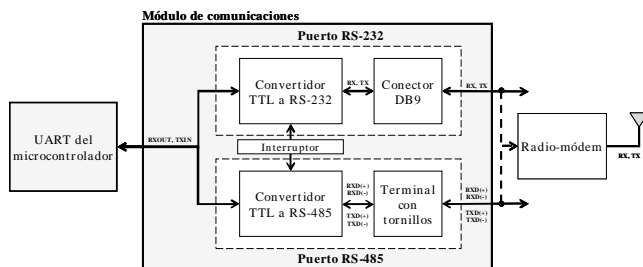 Módulo de comunicaciones
Puerto RS-232
Convertidor
TTL a RS-232
RX, TX
Conector
DB9
RX, TX
UART del
microcontrolador
RXOUT, TXIN
Interruptor
Radio-módem
RX, TX
Convertidor
TTL a RS-485
RXD(+)
RXD(-)
TXD(+)
TXD(-)
Terminal
con
tornillos
RXD(+)
RXD(-)
TXD(+)
TXD(-)
Puerto RS-485